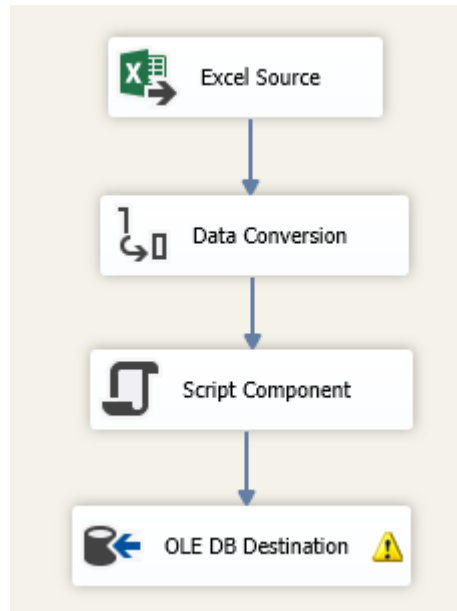 Excel Source
Data Conversion
Script Component
OLE DB Destination